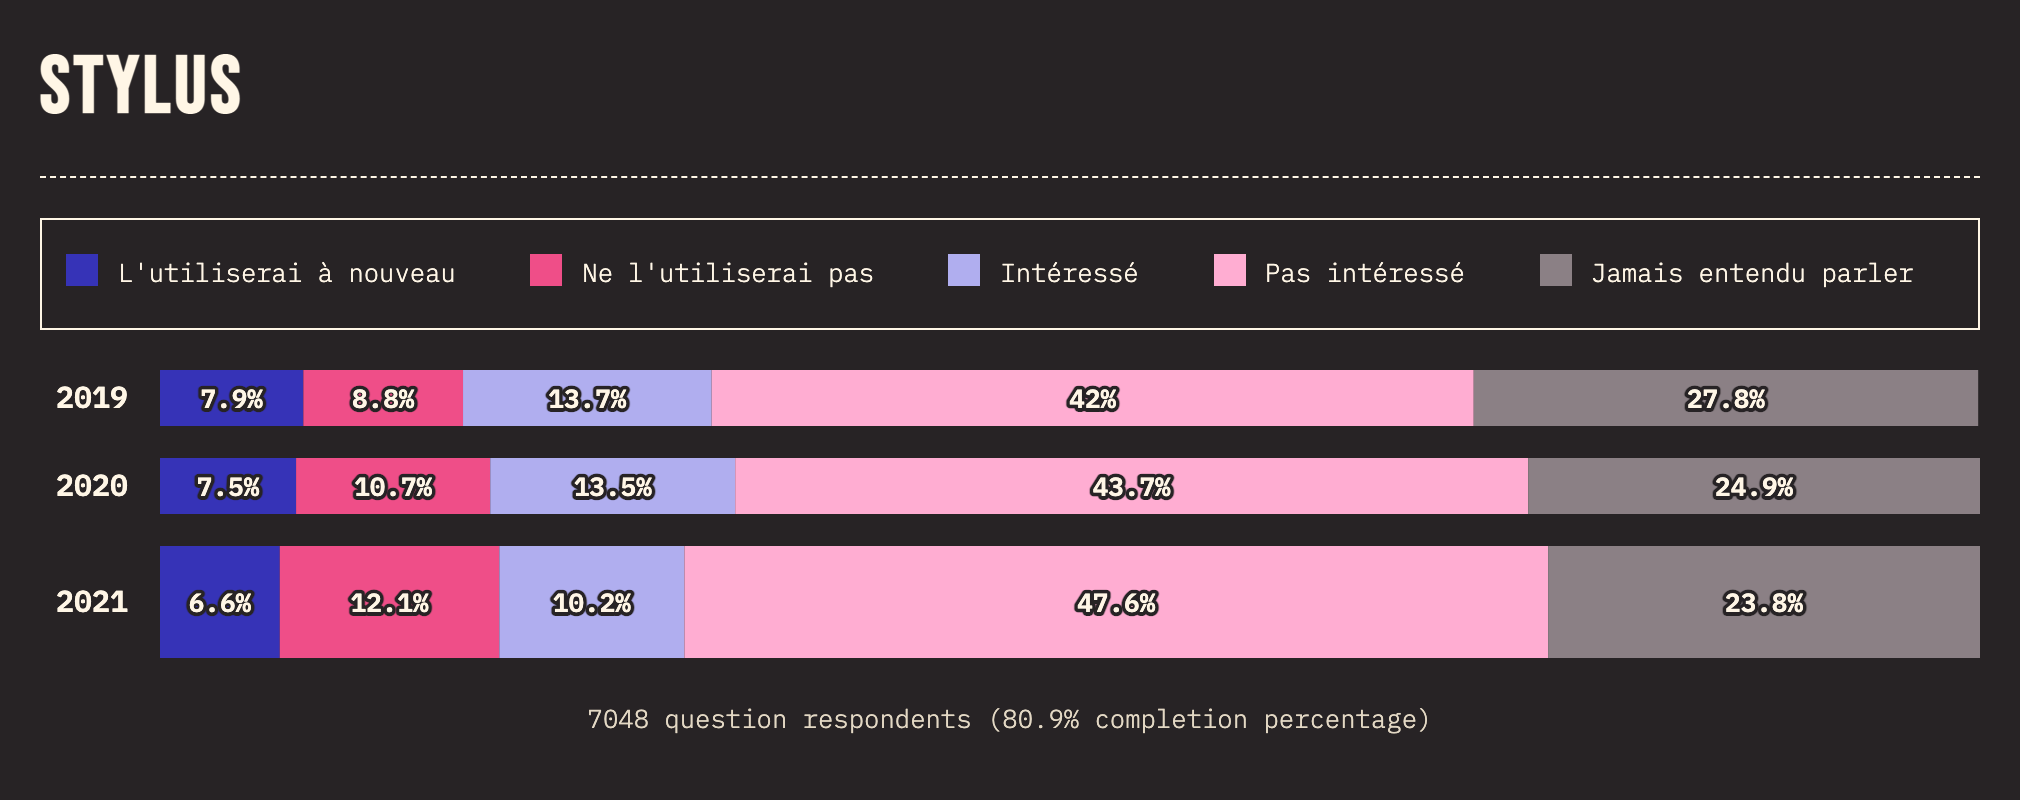 STYLUS
L'utiliserai à nouveau Ne l'utiliserai pas Intéressé Pas intéressé Jamais entendu parler
2019 7.9% 8.8% 13.7% 42% 27.8%
2020 7.5% 10.7% 13.5% 43.7% 24.9%
2021 6.6% 12.1% 10.2% 47.6% 23.8%
7048 question respondents (80.9% completion percentage)